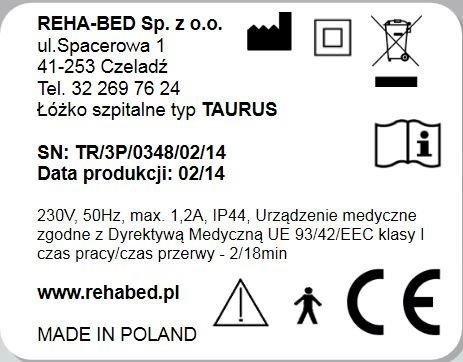 REHA-BED Sp. z o.o.
ul.Spacerowa 1
41-253 Czeladź
Tel. 32 269 76 24
Łóżko szpitalne typ TAURUS
SN: TR/3P/0348/02/14
Data produkcji: 02/14
230V, 50Hz, max. 1,2A, IP44, Urządzenie medyczne
zgodne z Dyrektywą Medyczną UE 93/42/EEC klasy I
czas pracy/czas przerwy - 2/18min
www.rehabed.pl
MADE IN POLAND